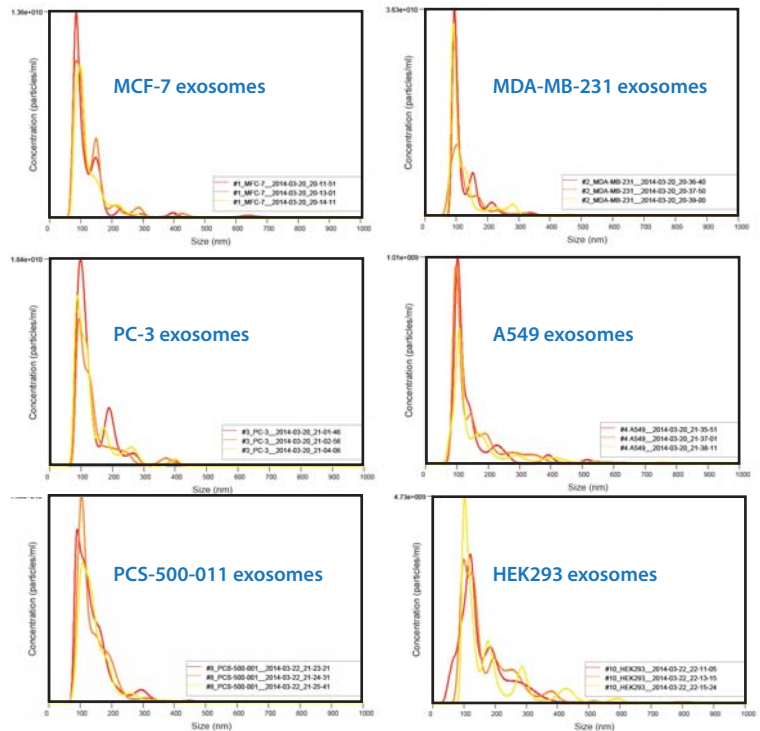 1.36e+010
Concentration (particles/ml)
MCF-7 exosomes
#1_MFC-7__2014-03-20_20-11-51
#1_MFC-7__2014-03-20_20-13-01
#1_MFC-7__2014-03-20_20-14-11
0 100 200 300 400 500 600 700 800 900 1000
Size (nm)
3.63e+010
Concentration (particles/ml)
MDA-MB-231 exosomes
#2_MDA-MB-231__2014-03-20_20-36-40
#2_MDA-MB-231__2014-03-20_20-37-50
#2_MDA-MB-231__2014-03-20_20-39-00
0 100 200 300 400 500 600 700 800 900 1000
Size (nm)
1.84e+010
Concentration (particles/ml)
PC-3 exosomes
#3_PC-3__2014-03-20_21-01-46
#3_PC-3__2014-03-20_21-02-56
#3_PC-3__2014-03-20_21-04-06
0 100 200 300 400 500 600 700 800 900 1000
Size (nm)
1.01e+009
Concentration (particles/ml)
A549 exosomes
#4 A549__2014-03-20_21-35-51
#4 A549__2014-03-20_21-37-01
#4 A549__2014-03-20_21-38-11
0 100 200 300 400 500 600 700 800 900 1000
Size (nm)
Concentration (particles/ml)
PCS-500-011 exosomes
#8_PCS-500-001__2014-03-22_21-23-21
#8_PCS-500-001__2014-03-22_21-24-31
#8_PCS-500-001__2014-03-22_21-25-41
0 100 200 300 400 500 600 700 800 900 1000
Size (nm)
4.73e+009
Concentration (particles/ml)
HEK293 exosomes
#10_HEK293__2014-03-22_22-11-05
#10_HEK293__2014-03-22_22-13-15
#10_HEK293__2014-03-22_22-15-24
0 100 200 300 400 500 600 700 800 900 1000
Size (nm)